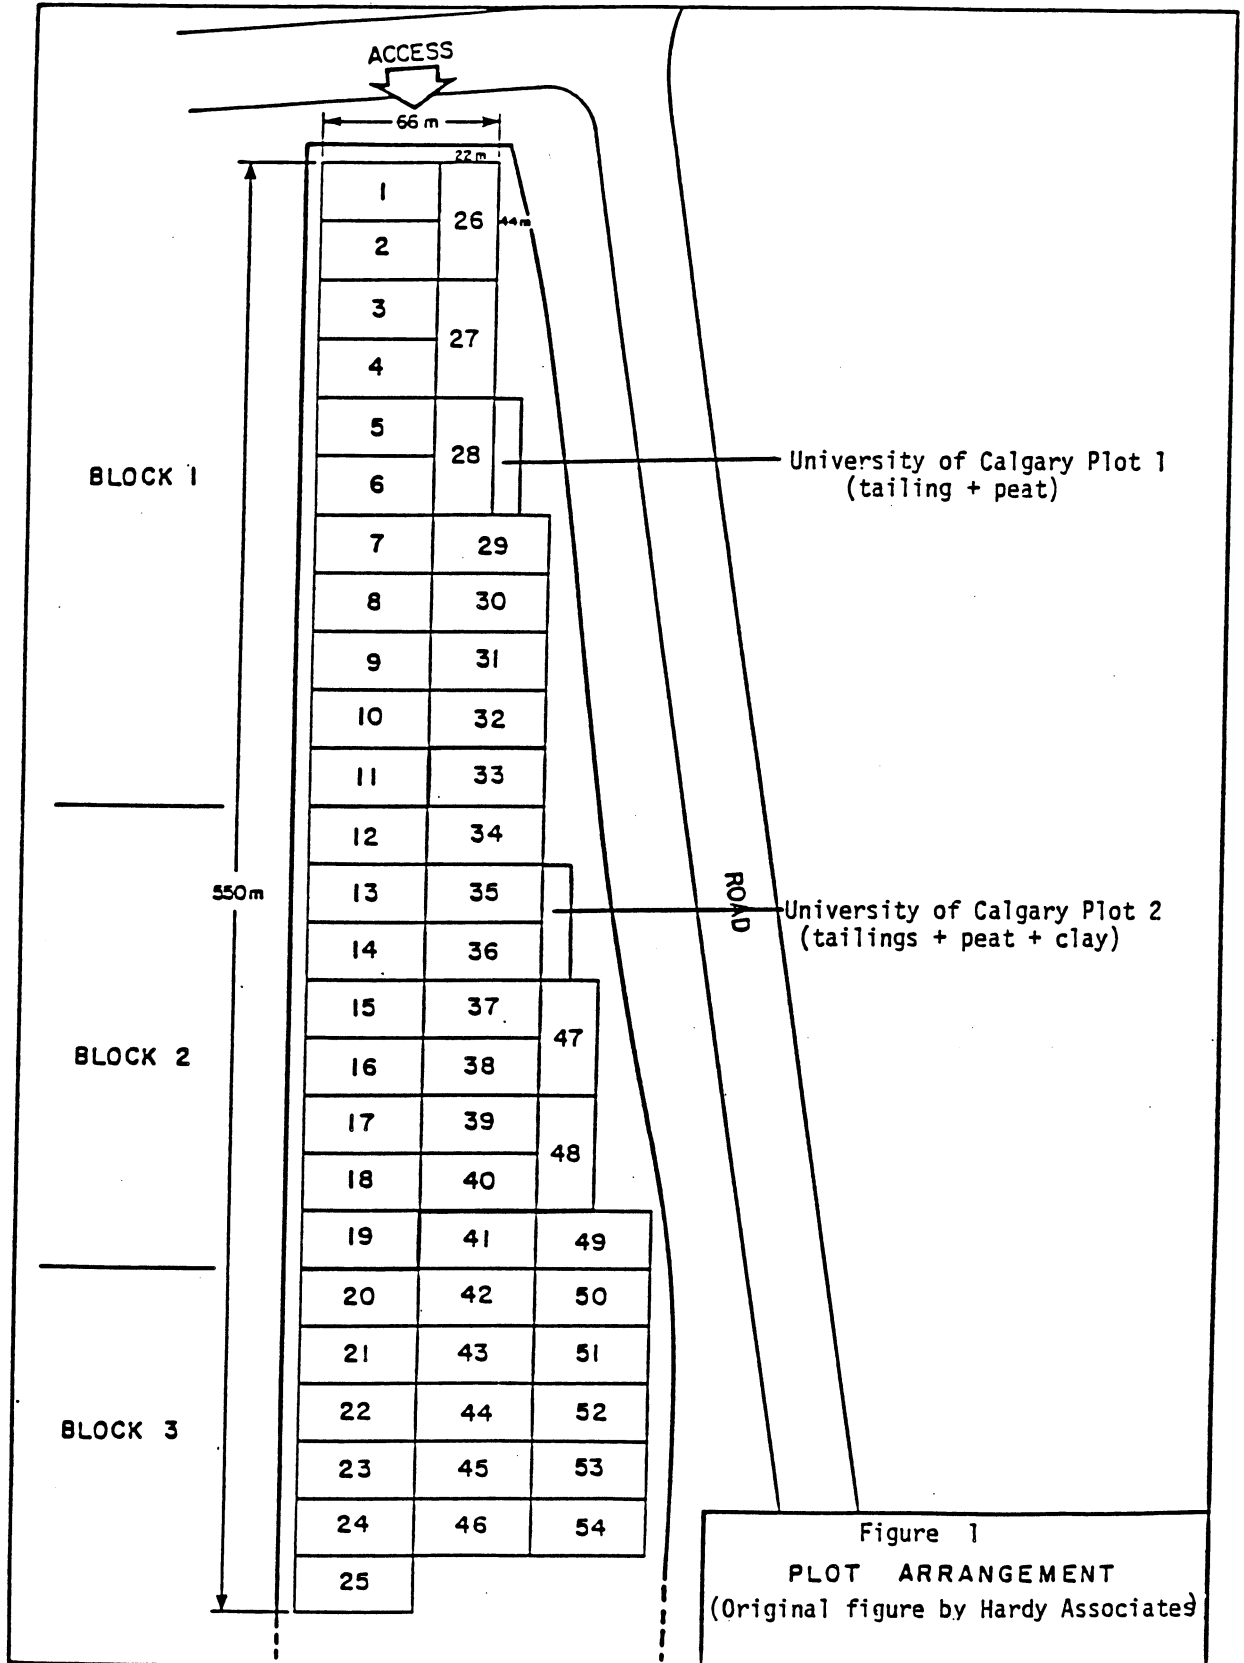 ACCESS
66 m
22 m
1
26
44 m
2
3
27
4
5
28
6
BLOCK 1
University of Calgary Plot 1
(tailing + peat)
7 29
8 30
9 31
10 32
11 33
12 34
13 35
550 m
ROAD
University of Calgary Plot 2
(tailings + peat + clay)
14 36
15 37
47
16 38
BLOCK 2
17 39
48
18 40
19 41 49
20 42 50
21 43 51
22 44 52
BLOCK 3
23 45 53
24 46 54
25
Figure 1
PLOT ARRANGEMENT
(Original figure by Hardy Associates)